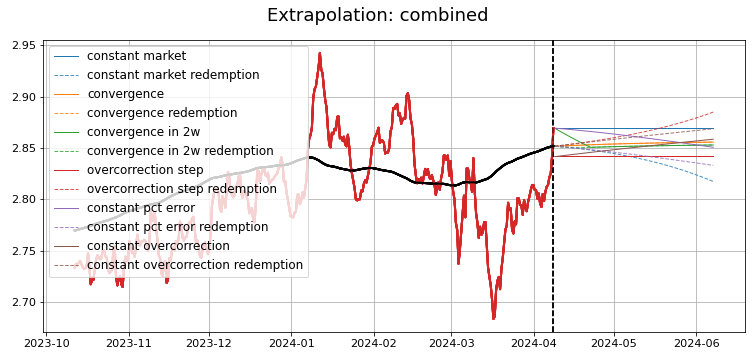 Extrapolation: combined
2.95
2.90
2.85
2.80
2.75
2.70
constant market
constant market redemption
convergence
convergence redemption
convergence in 2w
convergence in 2w redemption
overcorrection step
overcorrection step redemption
constant pct error
constant pct error redemption
constant overcorrection
constant overcorrection redemption
2023-10 2023-11 2023-12 2024-01 2024-02 2024-03 2024-04 2024-05 2024-06